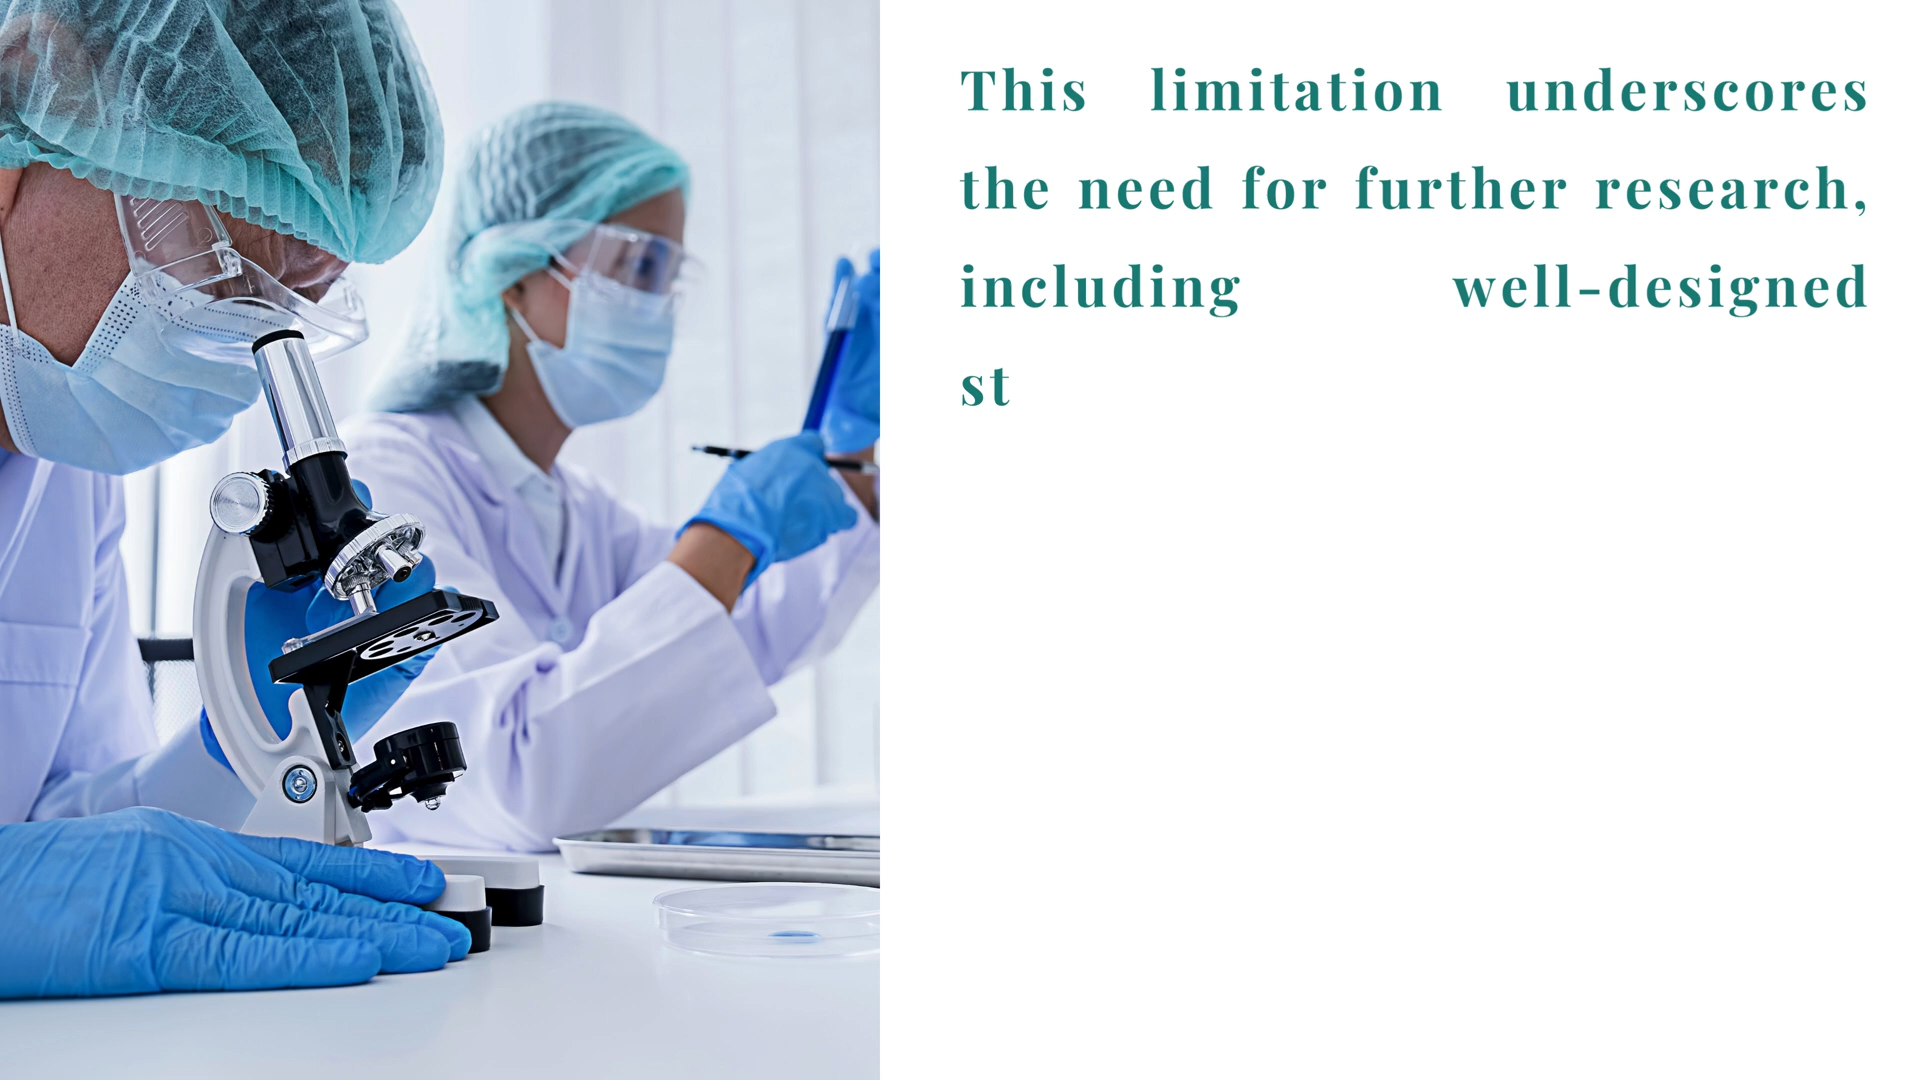 This limitation underscores
the need for further research,
including well-designed
st